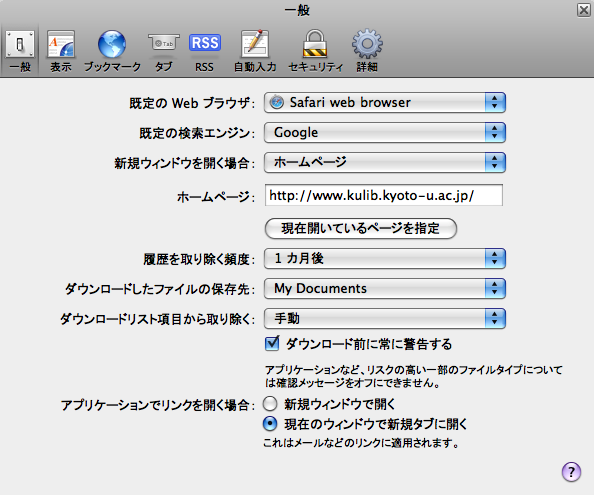 一般
Tab
RSS
一般
表示
ブックマーク
タブ
RSS
自動入力
セキュリティ
詳細
既定の Web ブラウザ:
Safari web browser
既定の検索エンジン:
Google
新規ウィンドウを開く場合:
ホームページ
ホームページ:
http://www.kulib.kyoto-u.ac.jp/
現在開いているページを指定
履歴を取り除く頻度:
1 カ月後
ダウンロードしたファイルの保存先:
My Documents
ダウンロードリスト項目から取り除く:
手動
ダウンロード前に常に警告する
アプリケーションなど、リスクの高い一部のファイルタイプについて
は確認メッセージをオフにできません。
アプリケーションでリンクを開く場合:
新規ウィンドウで開く
現在のウィンドウで新規タブに開く
これはメールなどのリンクに適用されます。
?